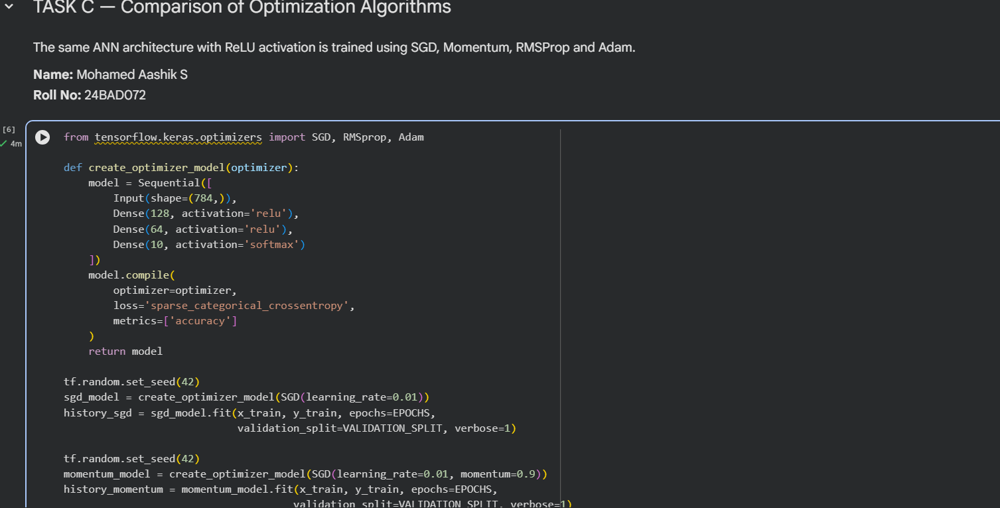 TASK C — Comparison of Optimization Algorithms
The same ANN architecture with ReLU activation is trained using SGD, Momentum, RMSProp and Adam.
Name: Mohamed Aashik S
Roll No: 24BAD072
[6]
4m
from tensorflow.keras.optimizers import SGD, RMSprop, Adam
def create_optimizer_model(optimizer):
    model = Sequential([
        Input(shape=(784,)),
        Dense(128, activation='relu'),
        Dense(64, activation='relu'),
        Dense(10, activation='softmax')
    ])
    model.compile(
        optimizer=optimizer,
        loss='sparse_categorical_crossentropy',
        metrics=['accuracy']
    )
    return model
tf.random.set_seed(42)
sgd_model = create_optimizer_model(SGD(learning_rate=0.01))
history_sgd = sgd_model.fit(x_train, y_train, epochs=EPOCHS,
                            validation_split=VALIDATION_SPLIT, verbose=1)
tf.random.set_seed(42)
momentum_model = create_optimizer_model(SGD(learning_rate=0.01, momentum=0.9))
history_momentum = momentum_model.fit(x_train, y_train, epochs=EPOCHS,
                                     validation_split=VALIDATION_SPLIT, verbose=1)